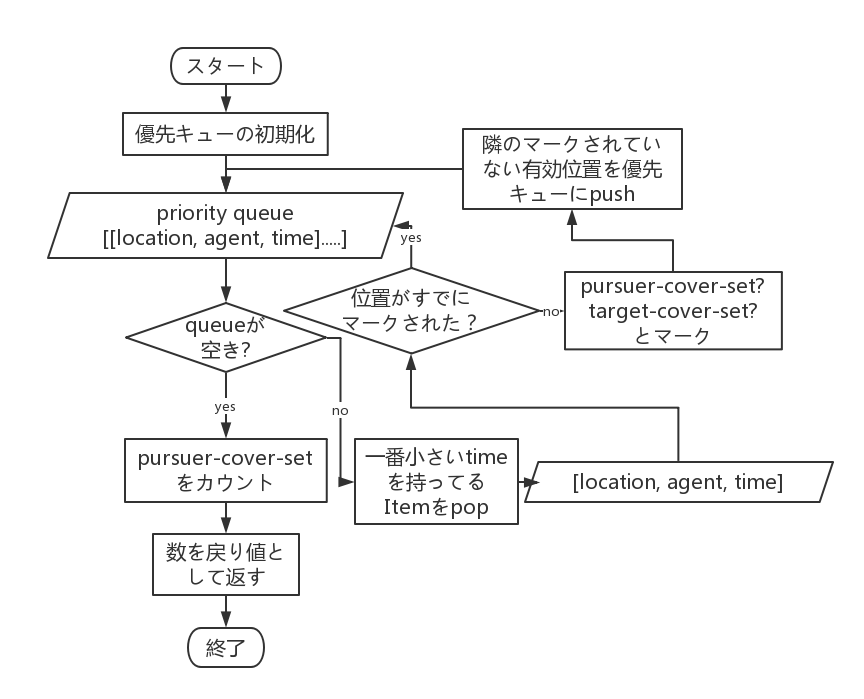 スタート
優先キューの初期化
隣のマークされてい
ない有効位置を優先
キューにpush
priority queue
[[location, agent, time].....]
yes
位置がすでに
マークされた？
no
pursuer-cover-set?
target-cover-set?
とマーク
queueが
空き?
yes
no
pursuer-cover-set
をカウント
一番小さいtime
を持ってる
Itemをpop
[location, agent, time]
数を戻り値と
して返す
終了